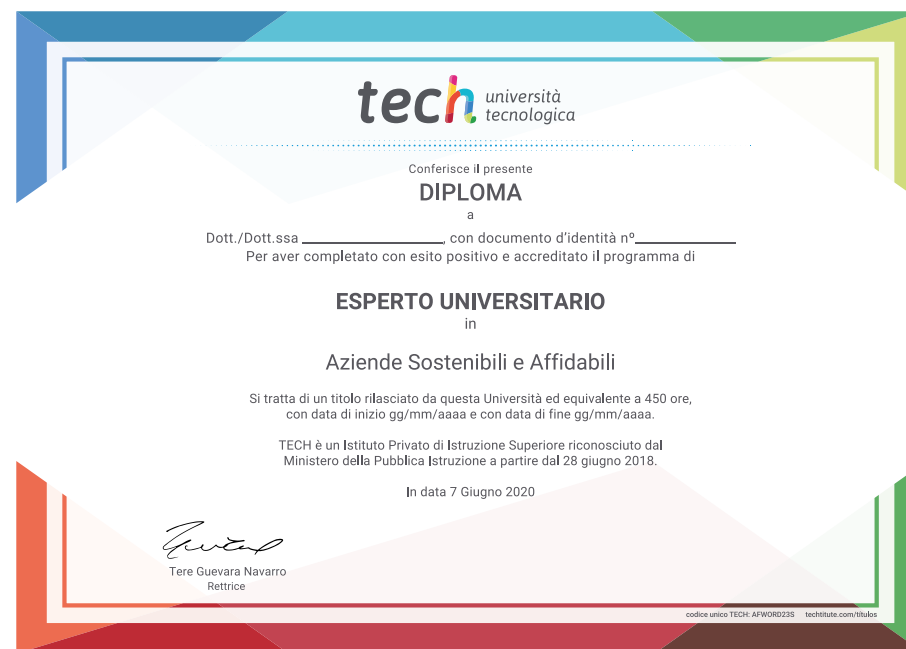 tech università
tecnologica
Conferisce il presente
DIPLOMA
a
Dott./Dott.ssa ________________, con documento d'identità nº____________
Per aver completato con esito positivo e accreditato il programma di
ESPERTO UNIVERSITARIO
in
Aziende Sostenibili e Affidabili
Si tratta di un titolo rilasciato da questa Università ed equivalente a 450 ore,
con data di inizio gg/mm/aaaa e con data di fine gg/mm/aaaa.
TECH è un Istituto Privato di Istruzione Superiore riconosciuto dal
Ministero della Pubblica Istruzione a partire dal 28 giugno 2018.
In data 7 Giugno 2020
Tere Guevara Navarro
Rettrice
codice unico TECH: AFWORD23S techtitute.com/títulos